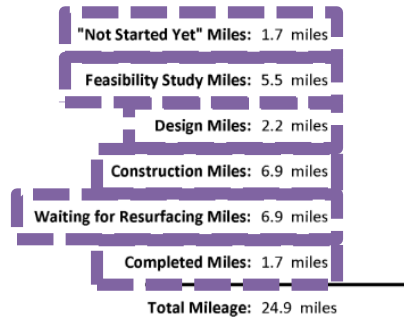 "Not Started Yet" Miles: 1.7 miles
Feasibility Study Miles: 5.5 miles
Design Miles: 2.2 miles
Construction Miles: 6.9 miles
Waiting for Resurfacing Miles: 6.9 miles
Completed Miles: 1.7 miles
Total Mileage: 24.9 miles